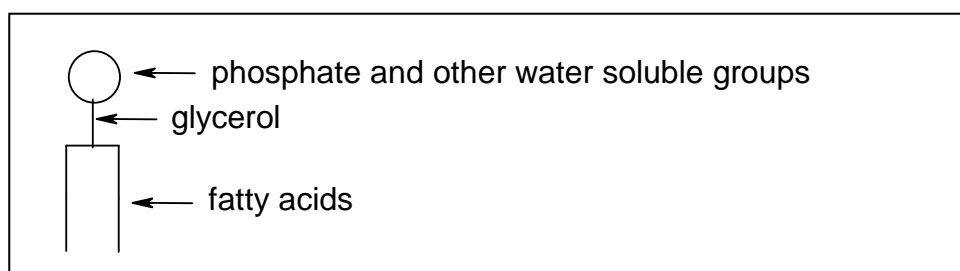 phosphate and other water soluble groups
glycerol
fatty acids